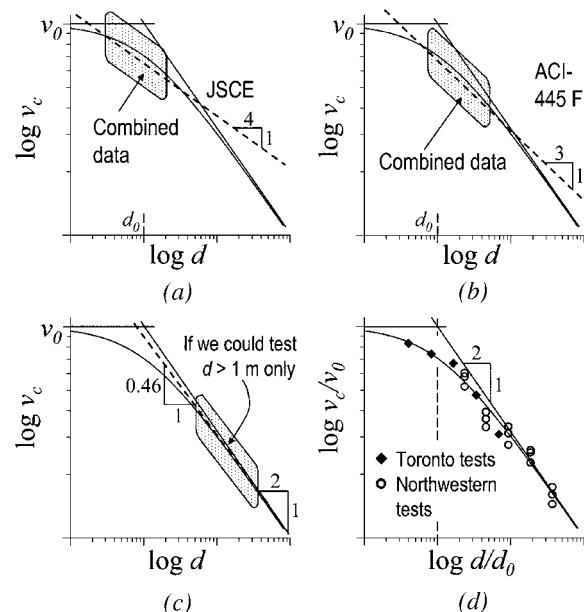 v0
log vc
JSCE
4
1
Combined
data
d0
log d
(a)
v0
log vc
ACI-
445 F
3
1
Combined data
d0
log d
(b)
v0
log vc
If we could test
d > 1 m only
0.46
1
2
1
log d
(c)
log vc/v0
2
1
Toronto tests
Northwestern
tests
log d/d0
(d)